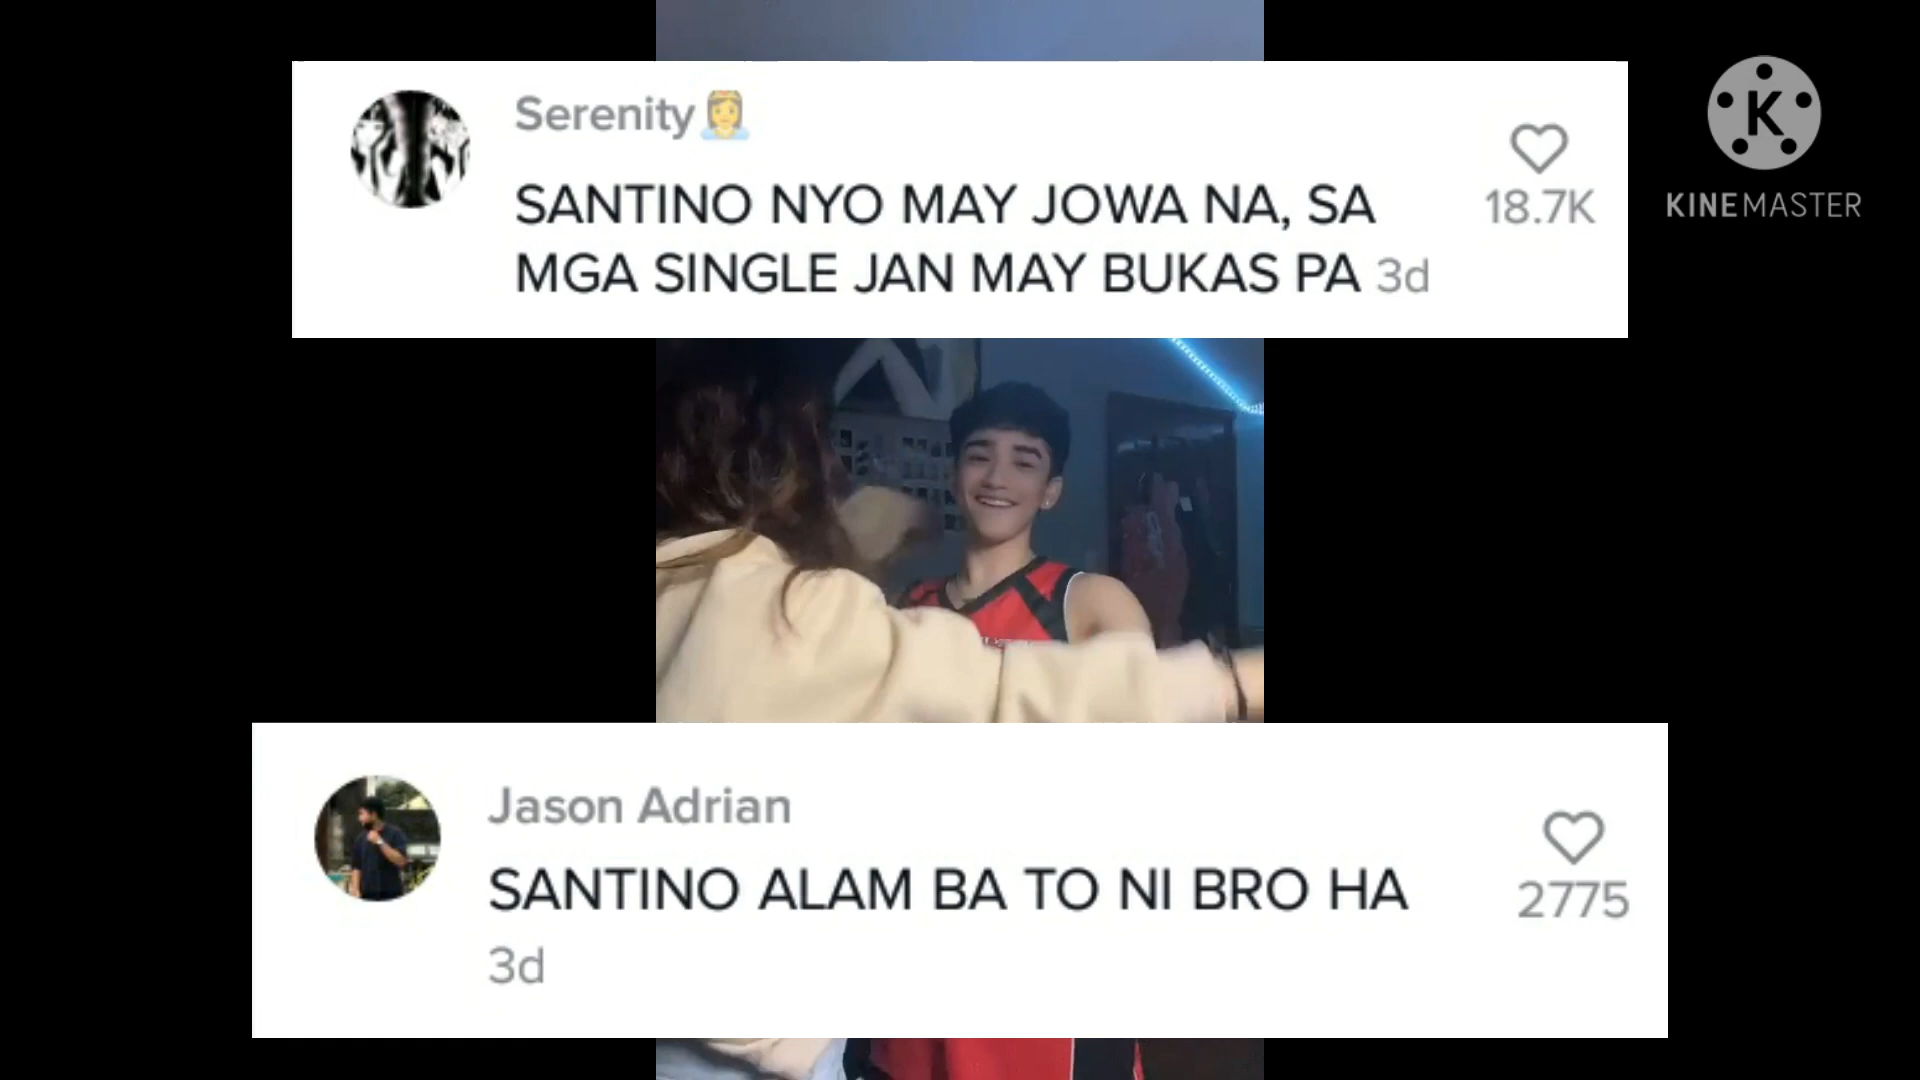 Serenity👸
SANTINO NYO MAY JOWA NA, SA
MGA SINGLE JAN MAY BUKAS PA 3d
18.7K
K
KINEMASTER
Jason Adrian
SANTINO ALAM BA TO NI BRO HA
3d
2775